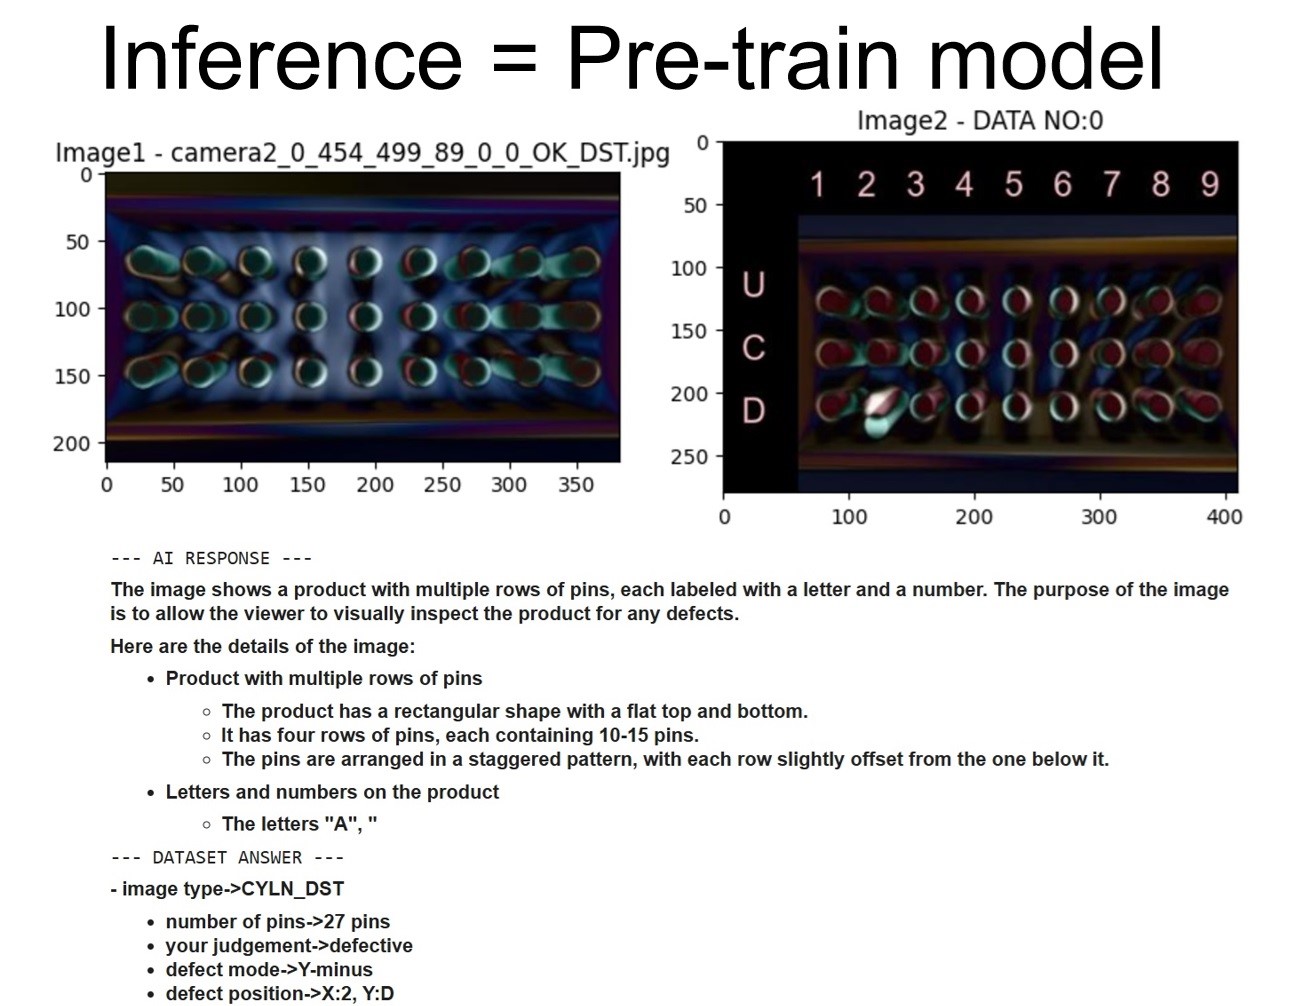 Inference = Pre-train model
Image1 - camera2_0_454_499_89_0_0_OK_DST.jpg
0
50
100
150
200
0 50 100 150 200 250 300 350
Image2 - DATA NO:0
0
50
100
150
200
250
1 2 3 4 5 6 7 8 9
U
C
D
0 100 200 300 400
--- AI RESPONSE ---
The image shows a product with multiple rows of pins, each labeled with a letter and a number. The purpose of the image
is to allow the viewer to visually inspect the product for any defects.
Here are the details of the image:
• Product with multiple rows of pins
◦ The product has a rectangular shape with a flat top and bottom.
◦ It has four rows of pins, each containing 10-15 pins.
◦ The pins are arranged in a staggered pattern, with each row slightly offset from the one below it.
• Letters and numbers on the product
◦ The letters "A", "
--- DATASET ANSWER ---
- image type->CYLN_DST
• number of pins->27 pins
• your judgement->defective
• defect mode->Y-minus
• defect position->X:2, Y:D